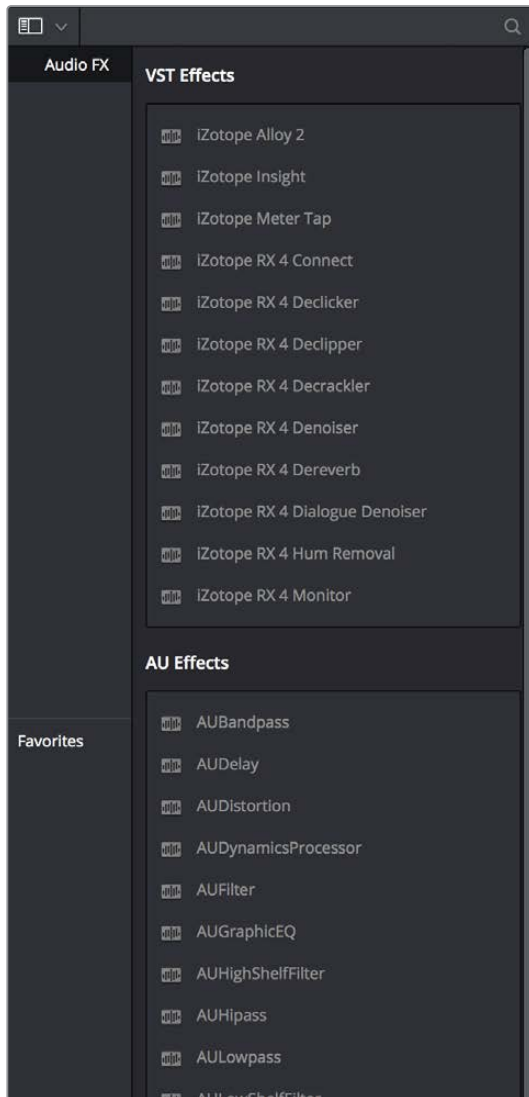 Audio FX
VST Effects
iZotope Alloy 2
iZotope Insight
iZotope Meter Tap
iZotope RX 4 Connect
iZotope RX 4 Declicker
iZotope RX 4 Declipper
iZotope RX 4 Decrackler
iZotope RX 4 Denoiser
iZotope RX 4 Dereverb
iZotope RX 4 Dialogue Denoiser
iZotope RX 4 Hum Removal
iZotope RX 4 Monitor
AU Effects
Favorites
AUBandpass
AUDelay
AUDistortion
AUDynamicsProcessor
AUFilter
AUGraphicEQ
AUHighShelfFilter
AUHipass
AULowpass
AULowShelfFilter